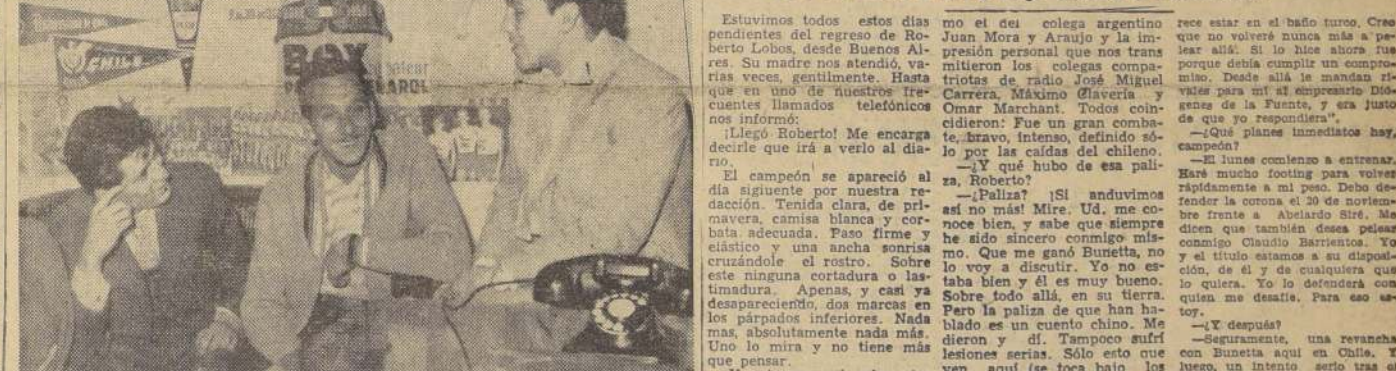 CHILE
BOX
Estuvimos todos estos días
pendientes del regreso de Ro-
berto Lobos, desde Buenos Ai-
res. Su madre nos atendió, va-
rias veces, gentilmente. Hasta
que en uno de nuestros fre-
cuentes llamados telefónicos
nos informó:
¡Llegó Roberto! Me encarga
decirle que irá a verlo al dia-
rio.
El campeón se apareció al
día siguiente por nuestra re-
dacción. Tenida clara, de pri-
mavera, camisa blanca y cor-
bata adecuada. Paso firme y
elástico y una ancha sonrisa
cruzándole el rostro. Sobre
este ninguna cortadura o las-
timadura. Apenas, y casi ya
desapareciendo, dos marcas en
los párpados inferiores. Nada
mas, absolutamente nada más.
Uno lo mira y no tiene más
que pensar.
mo el del colega argentino
Juan Mora y Araujo y la im-
presión personal que nos trans
mitieron los colegas compa-
triotas de radio José Miguel
Carrera, Máximo Clavería y
Omar Marchant. Todos coin-
cidieron: Fue un gran comba-
te, bravo, intenso, definido só-
lo por las caídas del chileno.
—¿Y qué hubo de esa pali-
za, Roberto?
—¿Paliza? ¡Si anduvimos
así no más! Mire. Ud. me co-
noce bien, y sabe que siempre
he sido sincero conmigo mis-
mo. Que me ganó Bunetta, no
lo voy a discutir. Yo no es-
taba bien y él es muy bueno.
Sobre todo allá, en su tierra.
Pero la paliza de que han ha-
blado es un cuento chino. Me
dieron y dí. Tampoco sufrí
lesiones serias. Sólo esto que
ven aquí (se toca bajo los
rece estar en el baño turco. Creo
que no volveré nunca más a pe-
lear allá. Si lo hice ahora fue
porque debía cumplir un compro-
miso. Desde allá le mandan ri-
vales para mí al empresario Dió-
genes de la Fuente, y era justo
de que yo respondiera".
—¿Qué planes inmediatos hay,
campeón?
—El lunes comienzo a entrenar.
Haré mucho footing para volver
rápidamente a mi peso. Debo de-
fender la corona el 20 de noviem-
bre frente a Abelardo Siré. Me
dicen que también desea pelear
conmigo Claudio Barrientos. Yo
y el título estamos a su disposi-
ción, de él y de cualquiera que
lo quiera. Yo lo defenderá con
quien me desafíe. Para eso es-
toy.
—¿Y después?
—Seguramente, una revancha
con Bunetta aquí en Chile. Y
luego, un intento serio tras